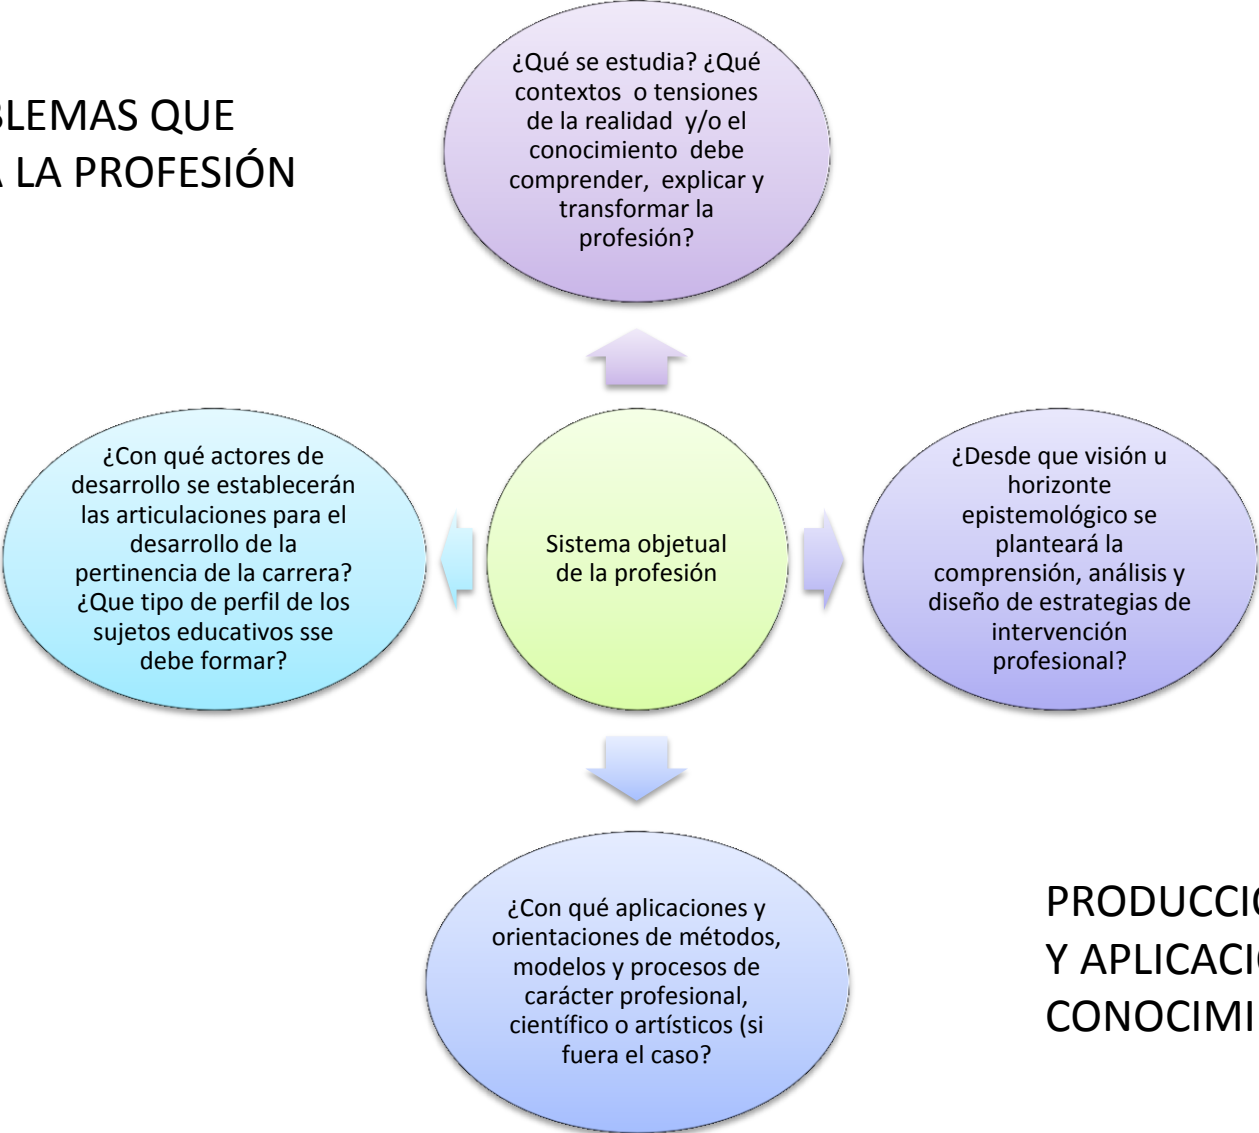 BLEMAS QUE
A LA PROFESIÓN
¿Qué se estudia? ¿Qué
contextos o tensiones
de la realidad y/o el
conocimiento debe
comprender, explicar y
transformar la
profesión?
¿Con qué actores de
desarrollo se establecerán
las articulaciones para el
desarrollo de la
pertinencia de la carrera?
¿Que tipo de perfil de los
sujetos educativos sse
debe formar?
Sistema objetual
de la profesión
¿Desde que visión u
horizonte
epistemológico se
planteará la
comprensión, análisis y
diseño de estrategias de
intervención
profesional?
¿Con qué aplicaciones y
orientaciones de métodos,
modelos y procesos de
carácter profesional,
científico o artísticos (si
fuera el caso?
PRODUCCIO
Y APLICACIO
CONOCIMI